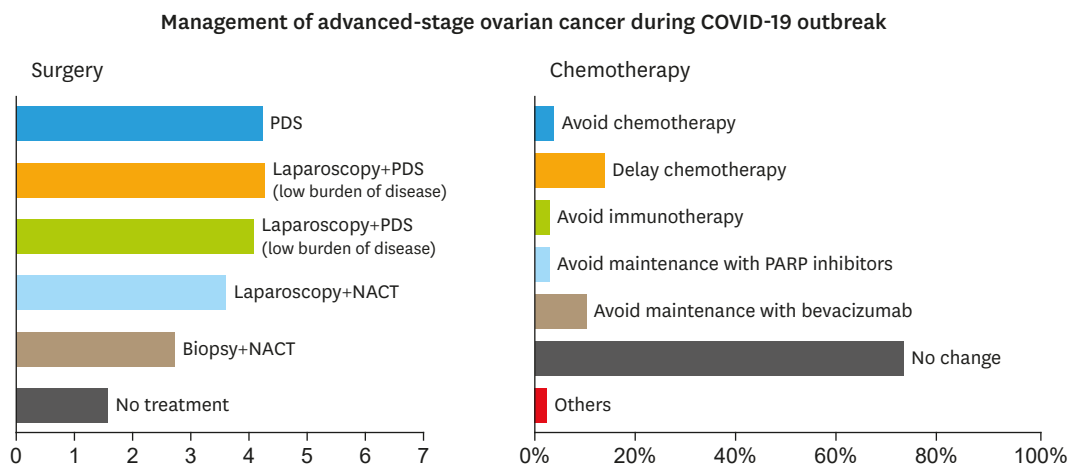 Management of advanced-stage ovarian cancer during COVID-19 outbreak
Surgery
PDS
Laparoscopy+PDS
(low burden of disease)
Laparoscopy+PDS
(low burden of disease)
Laparoscopy+NACT
Biopsy+NACT
No treatment
0 1 2 3 4 5 6 7
Chemotherapy
Avoid chemotherapy
Delay chemotherapy
Avoid immunotherapy
Avoid maintenance with PARP inhibitors
Avoid maintenance with bevacizumab
No change
Others
0% 20% 40% 60% 80% 100%